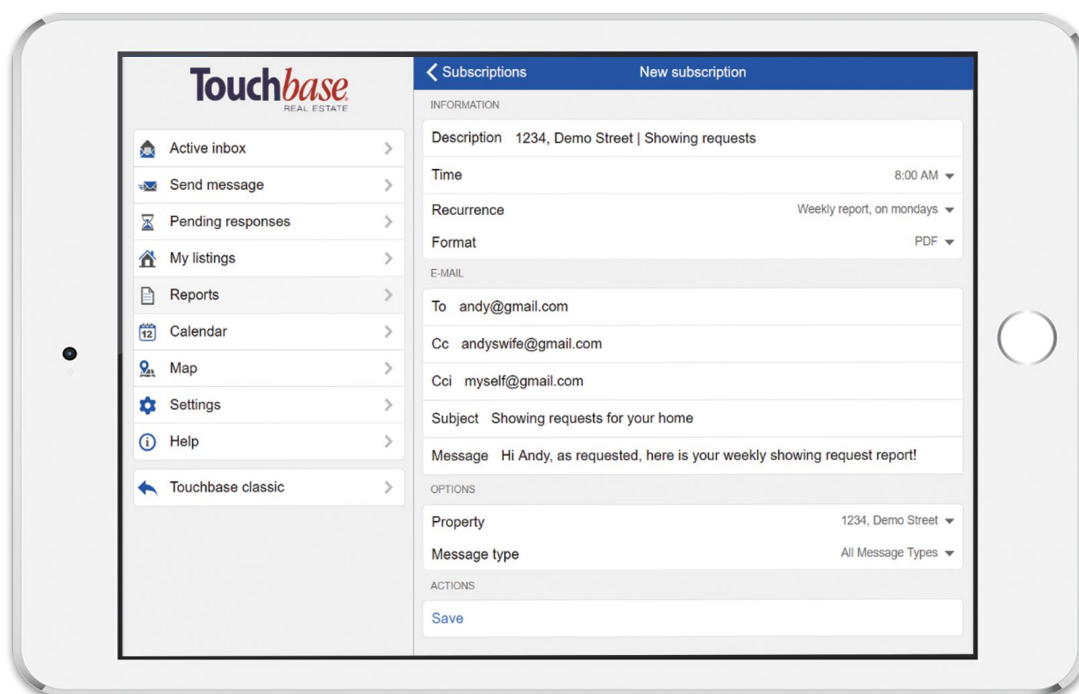 Touchbase
REAL ESTATE
Active inbox
Send message
Pending responses
My listings
Reports
12
Calendar
Map
Settings
Help
Touchbase classic
Subscriptions
New subscription
INFORMATION
Description 1234, Demo Street | Showing requests
Time 8:00 AM
Recurrence Weekly report, on mondays
Format PDF
E-MAIL
To andy@gmail.com
Cc andyswife@gmail.com
Cci myself@gmail.com
Subject Showing requests for your home
Message Hi Andy, as requested, here is your weekly showing request report!
OPTIONS
Property 1234, Demo Street
Message type All Message Types
ACTIONS
Save